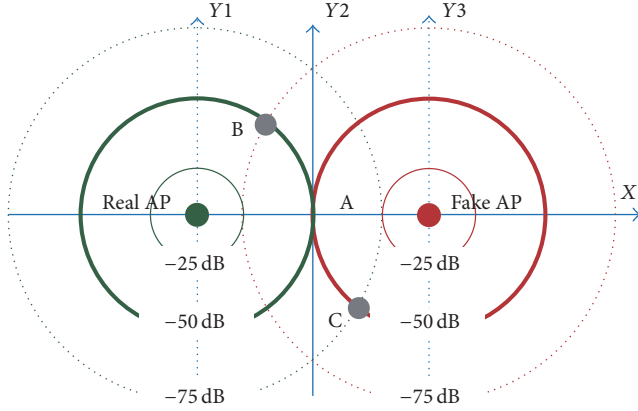 Y1 Y2 Y3
B
Real AP A Fake AP X
−25 dB −25 dB
−50 dB C −50 dB
−75 dB −75 dB